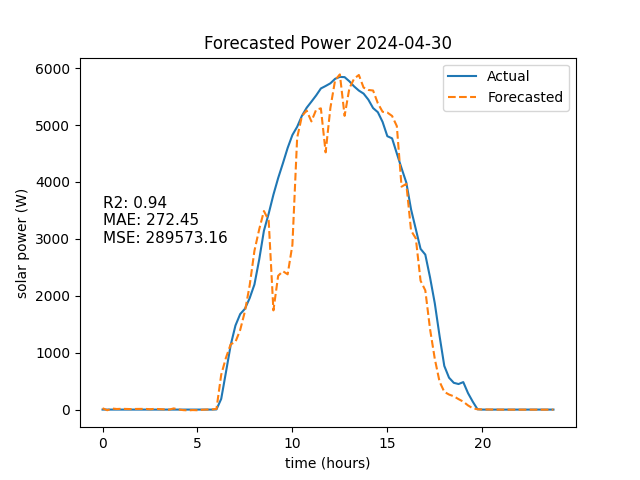 Forecasted Power 2024-04-30
6000
5000
4000
3000
2000
1000
0
solar power (W)
Actual
Forecasted
R2: 0.94
MAE: 272.45
MSE: 289573.16
0 5 10 15 20
time (hours)